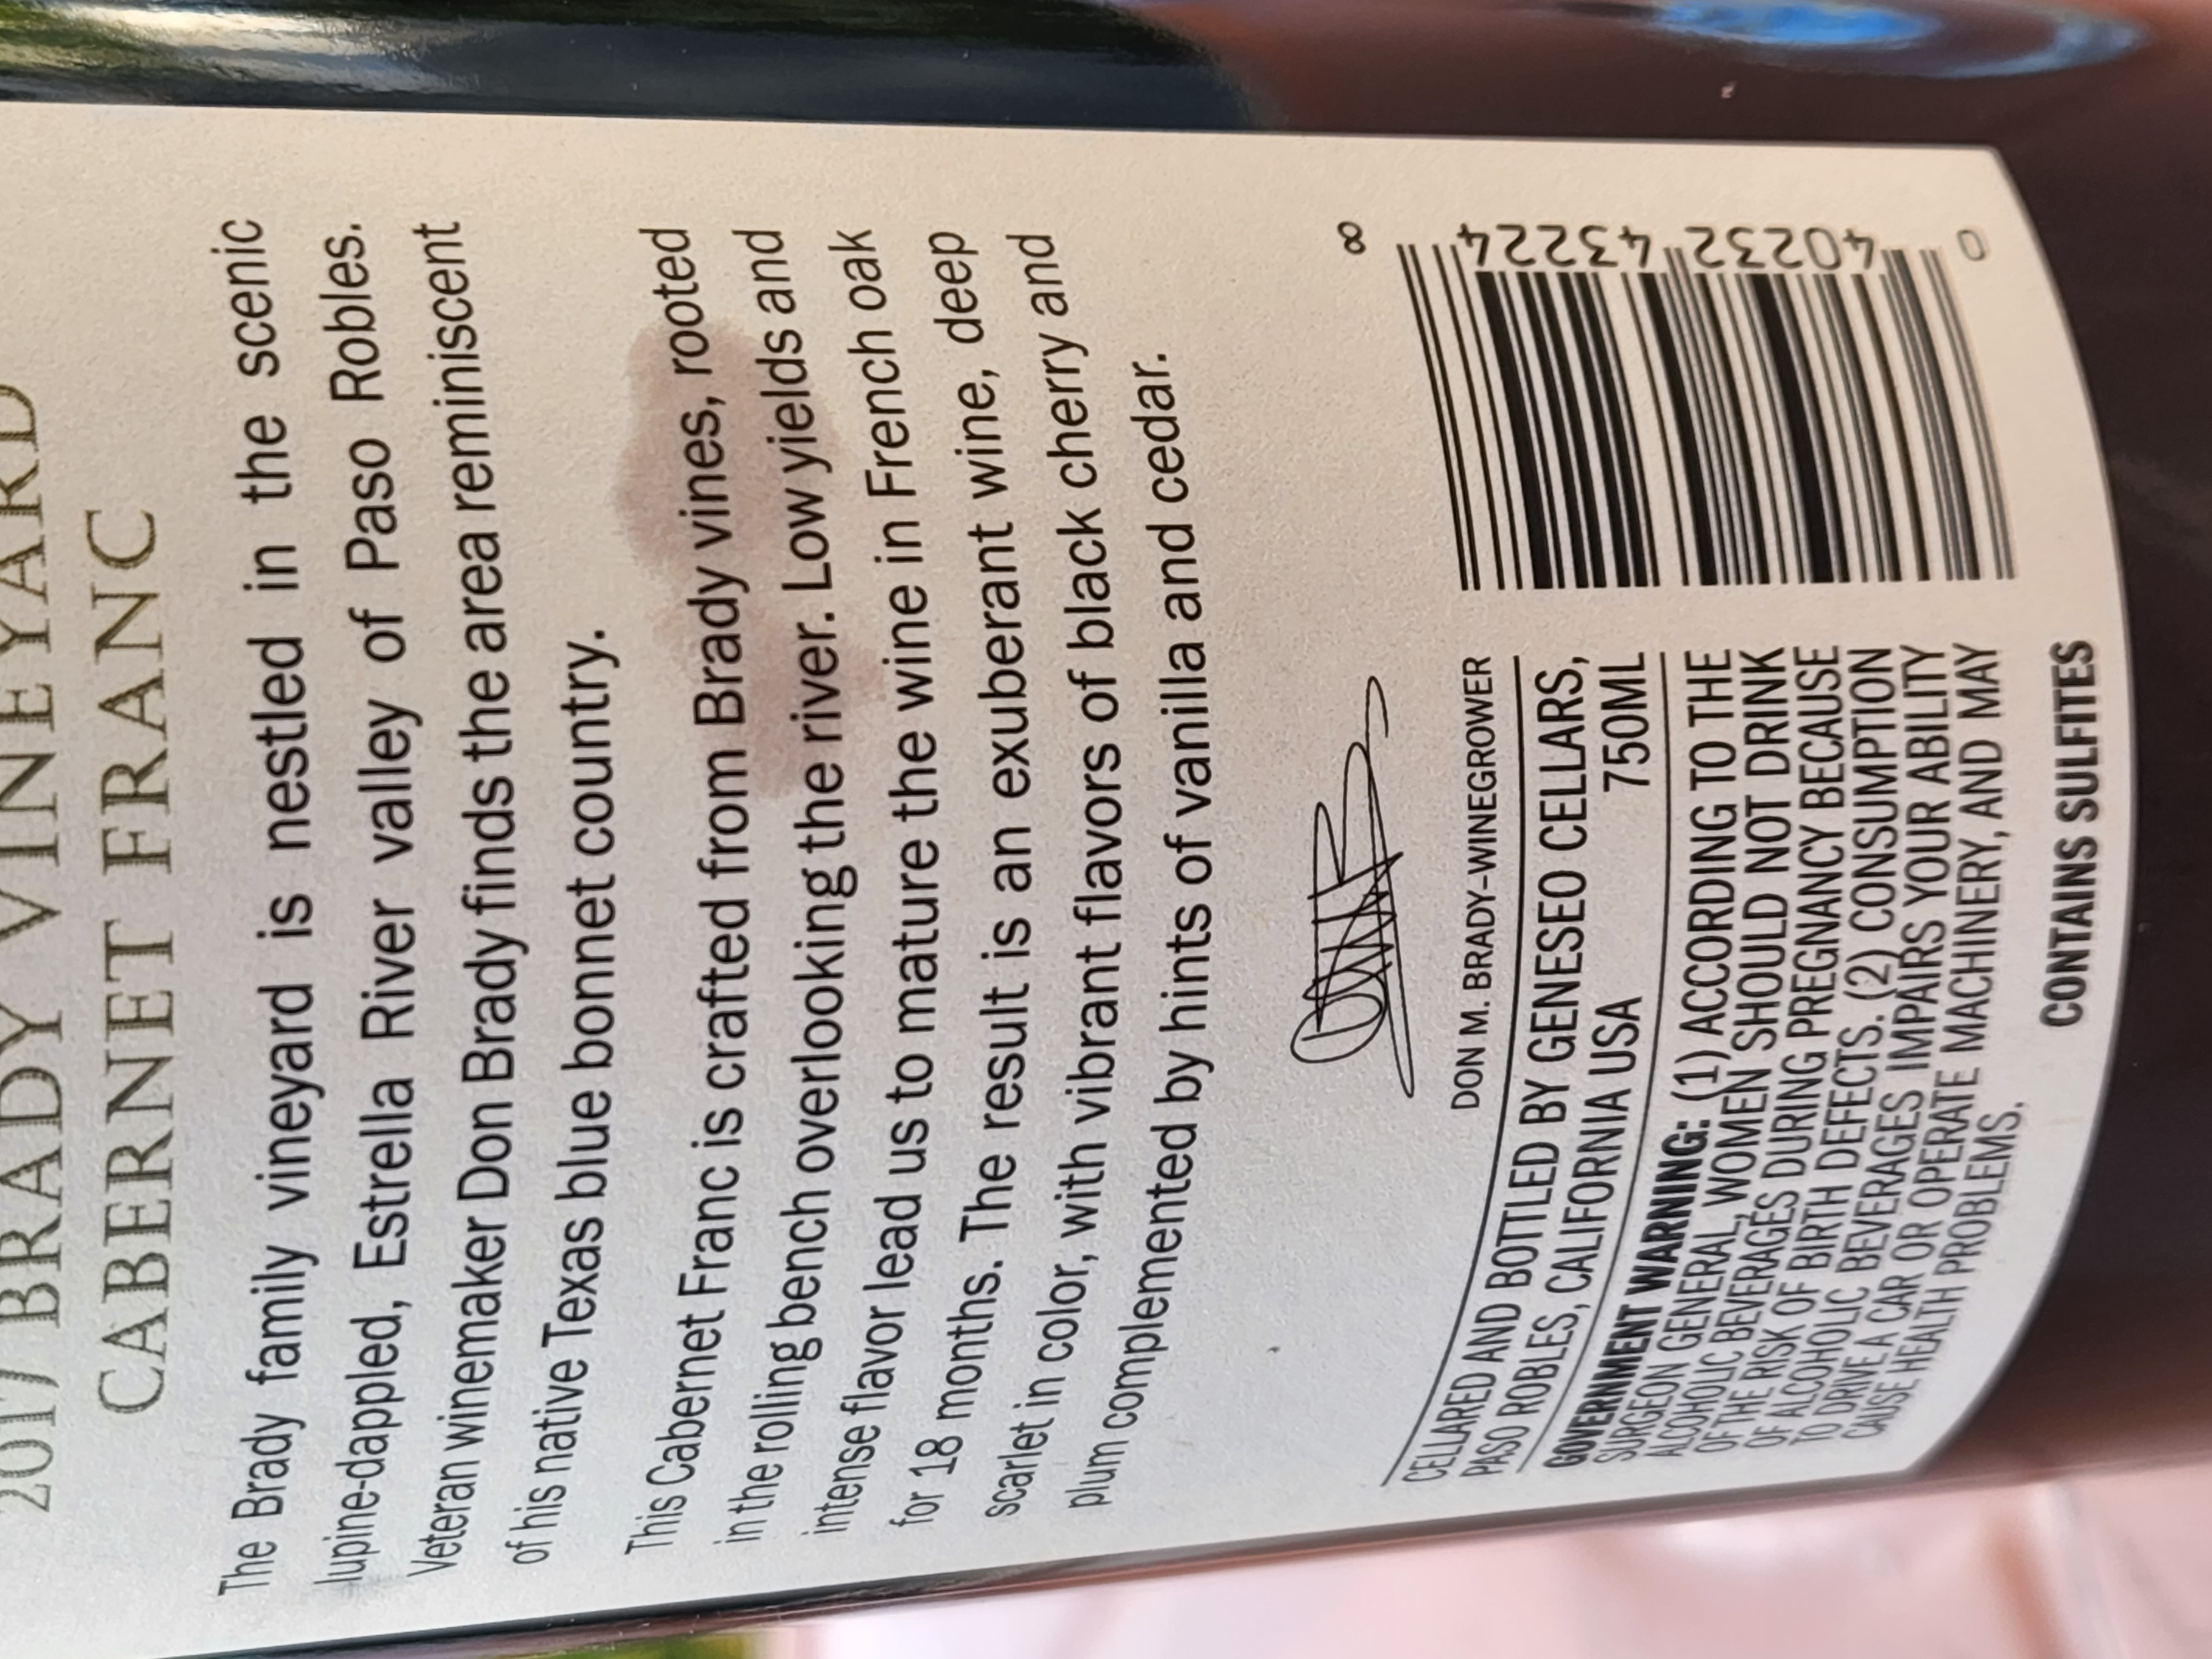 2017 BRADY VINEYARD
CABERNET FRANC
The Brady family vineyard is nestled in the scenic
lupine-dappled, Estrella River valley of Paso Robles.
Veteran winemaker Don Brady finds the area reminiscent
of his native Texas blue bonnet country.
This Cabernet Franc is crafted from Brady vines, rooted
in the rolling bench overlooking the river. Low yields and
intense flavor lead us to mature the wine in French oak
for 18 months. The result is an exuberant wine, deep
scarlet in color, with vibrant flavors of black cherry and
plum complemented by hints of vanilla and cedar.
DON M. BRADY-WINEGROWER
CELLARED AND BOTTLED BY GENESEO CELLARS,
PASO ROBLES, CALIFORNIA USA 750ML
GOVERNMENT WARNING: (1) ACCORDING TO THE
SURGEON GENERAL, WOMEN SHOULD NOT DRINK
ALCOHOLIC BEVERAGES DURING PREGNANCY BECAUSE
OF THE RISK OF BIRTH DEFECTS. (2) CONSUMPTION
OF ALCOHOLIC BEVERAGES IMPAIRS YOUR ABILITY
TO DRIVE A CAR OR OPERATE MACHINERY, AND MAY
CAUSE HEALTH PROBLEMS.
CONTAINS SULFITES
0 40232 43224 8